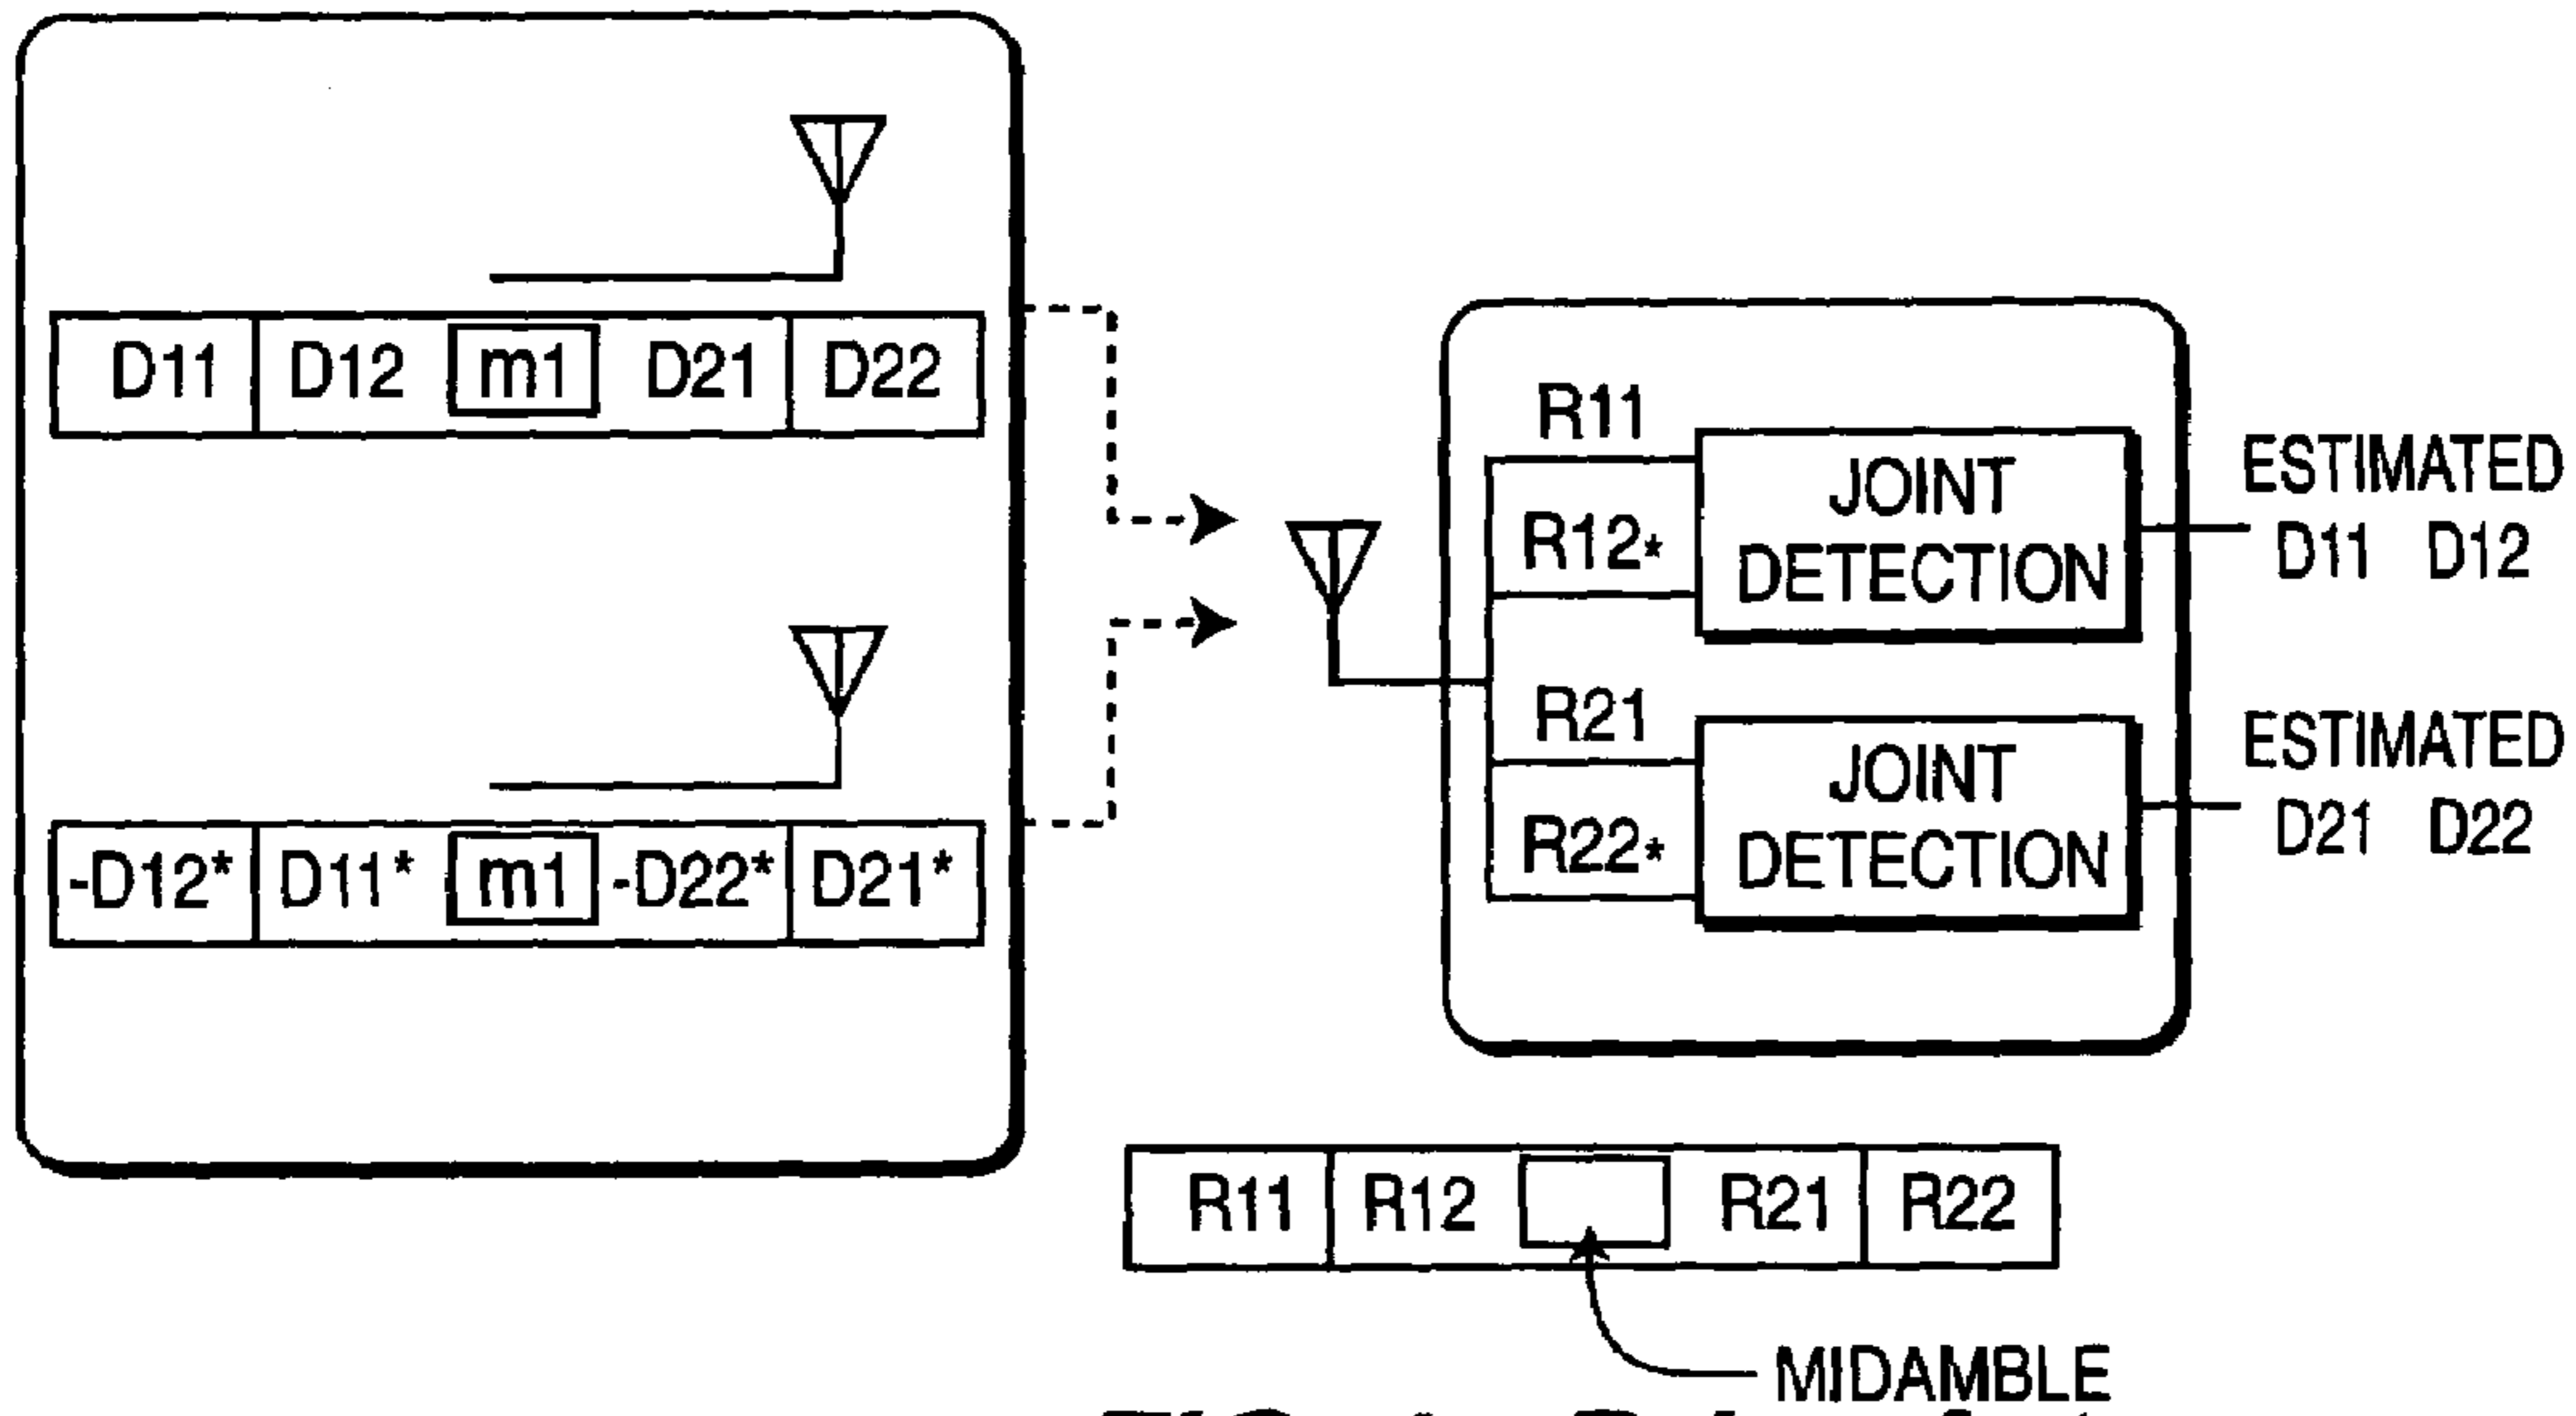 D11 D12 m1 D21 D22
-D12* D11* m1 -D22* D21*
R11
R12*
JOINT
DETECTION
ESTIMATED
D11 D12
R21
R22*
JOINT
DETECTION
ESTIMATED
D21 D22
R11 R12 R21 R22
MIDAMBLE